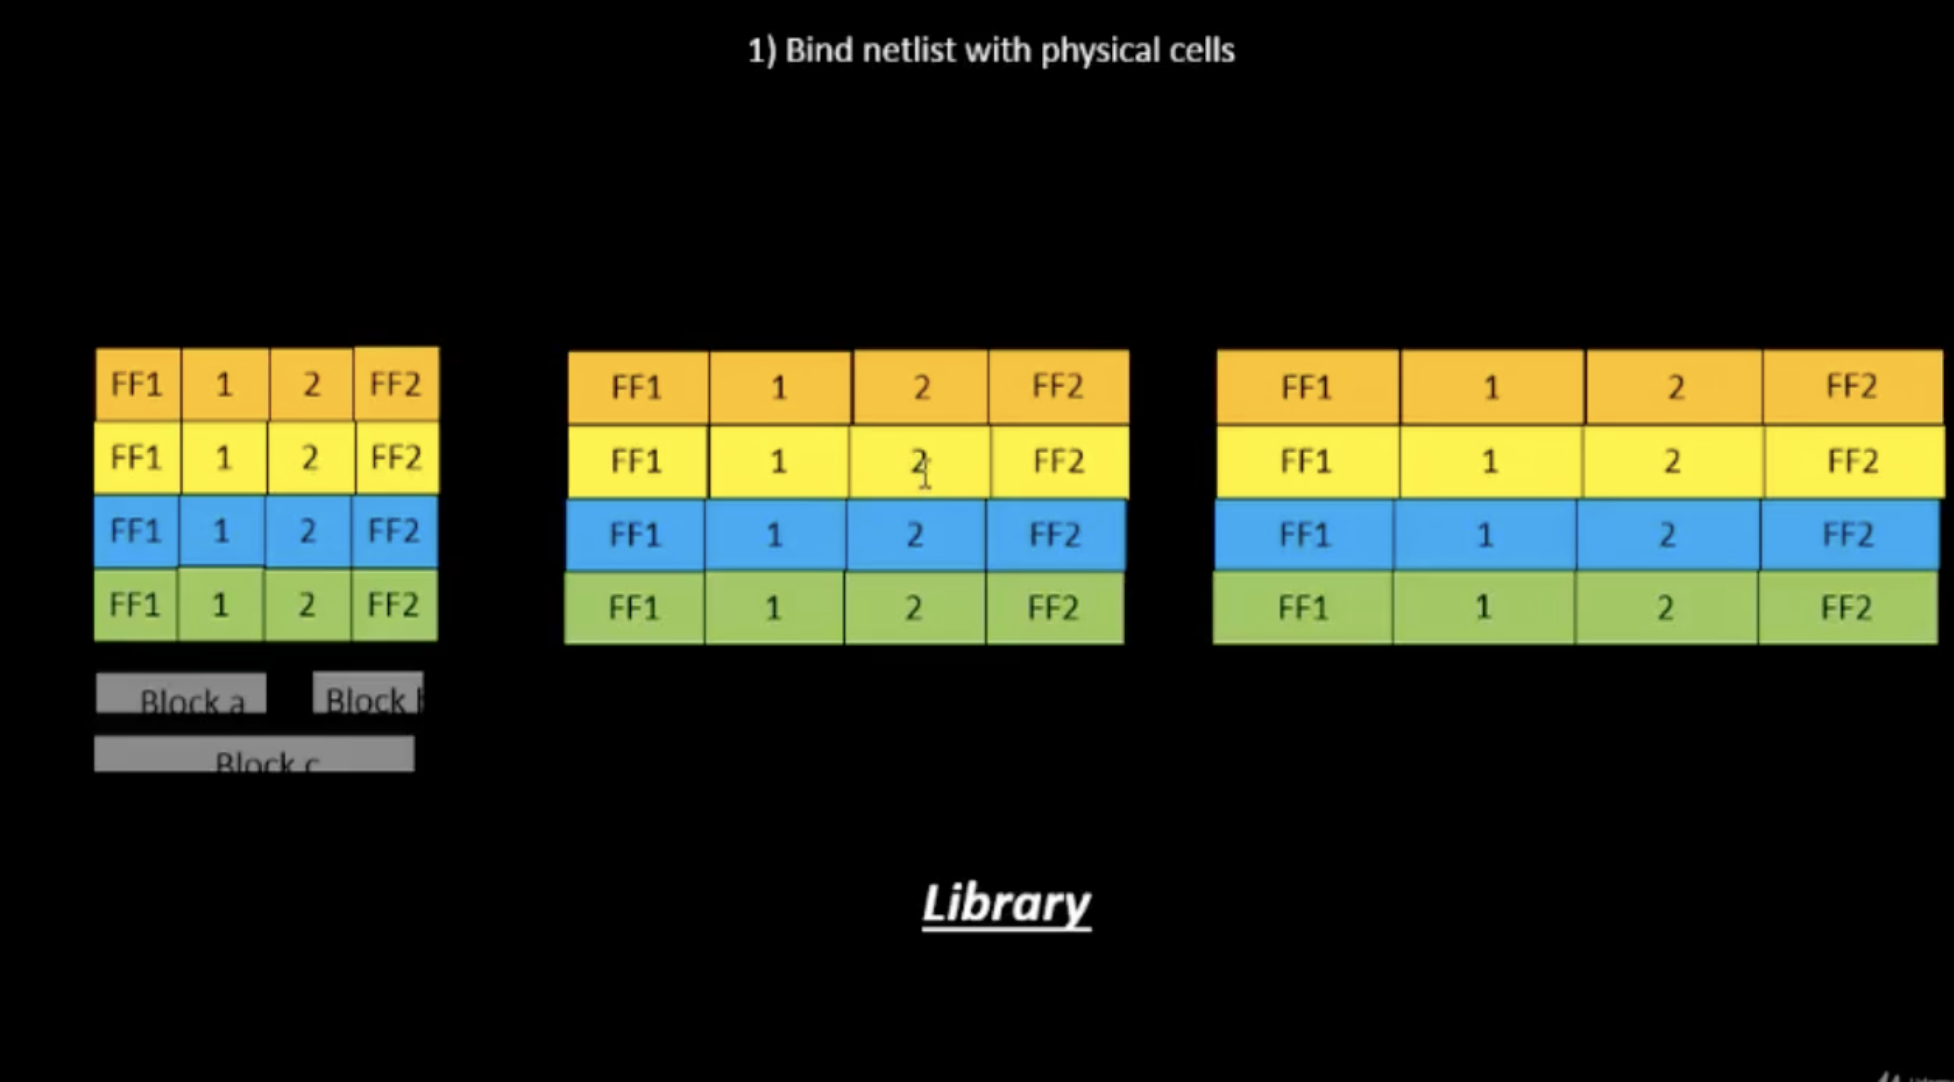 1) Bind netlist with physical cells
FF1 1 2 FF2 FF1 1 2 FF2 FF1 1 2 FF2
FF1 1 2 FF2 FF1 1 2 FF2 FF1 1 2 FF2
FF1 1 2 FF2 FF1 1 2 FF2 FF1 1 2 FF2
FF1 1 2 FF2 FF1 1 2 FF2 FF1 1 2 FF2
Block a Block b
Block c
Library